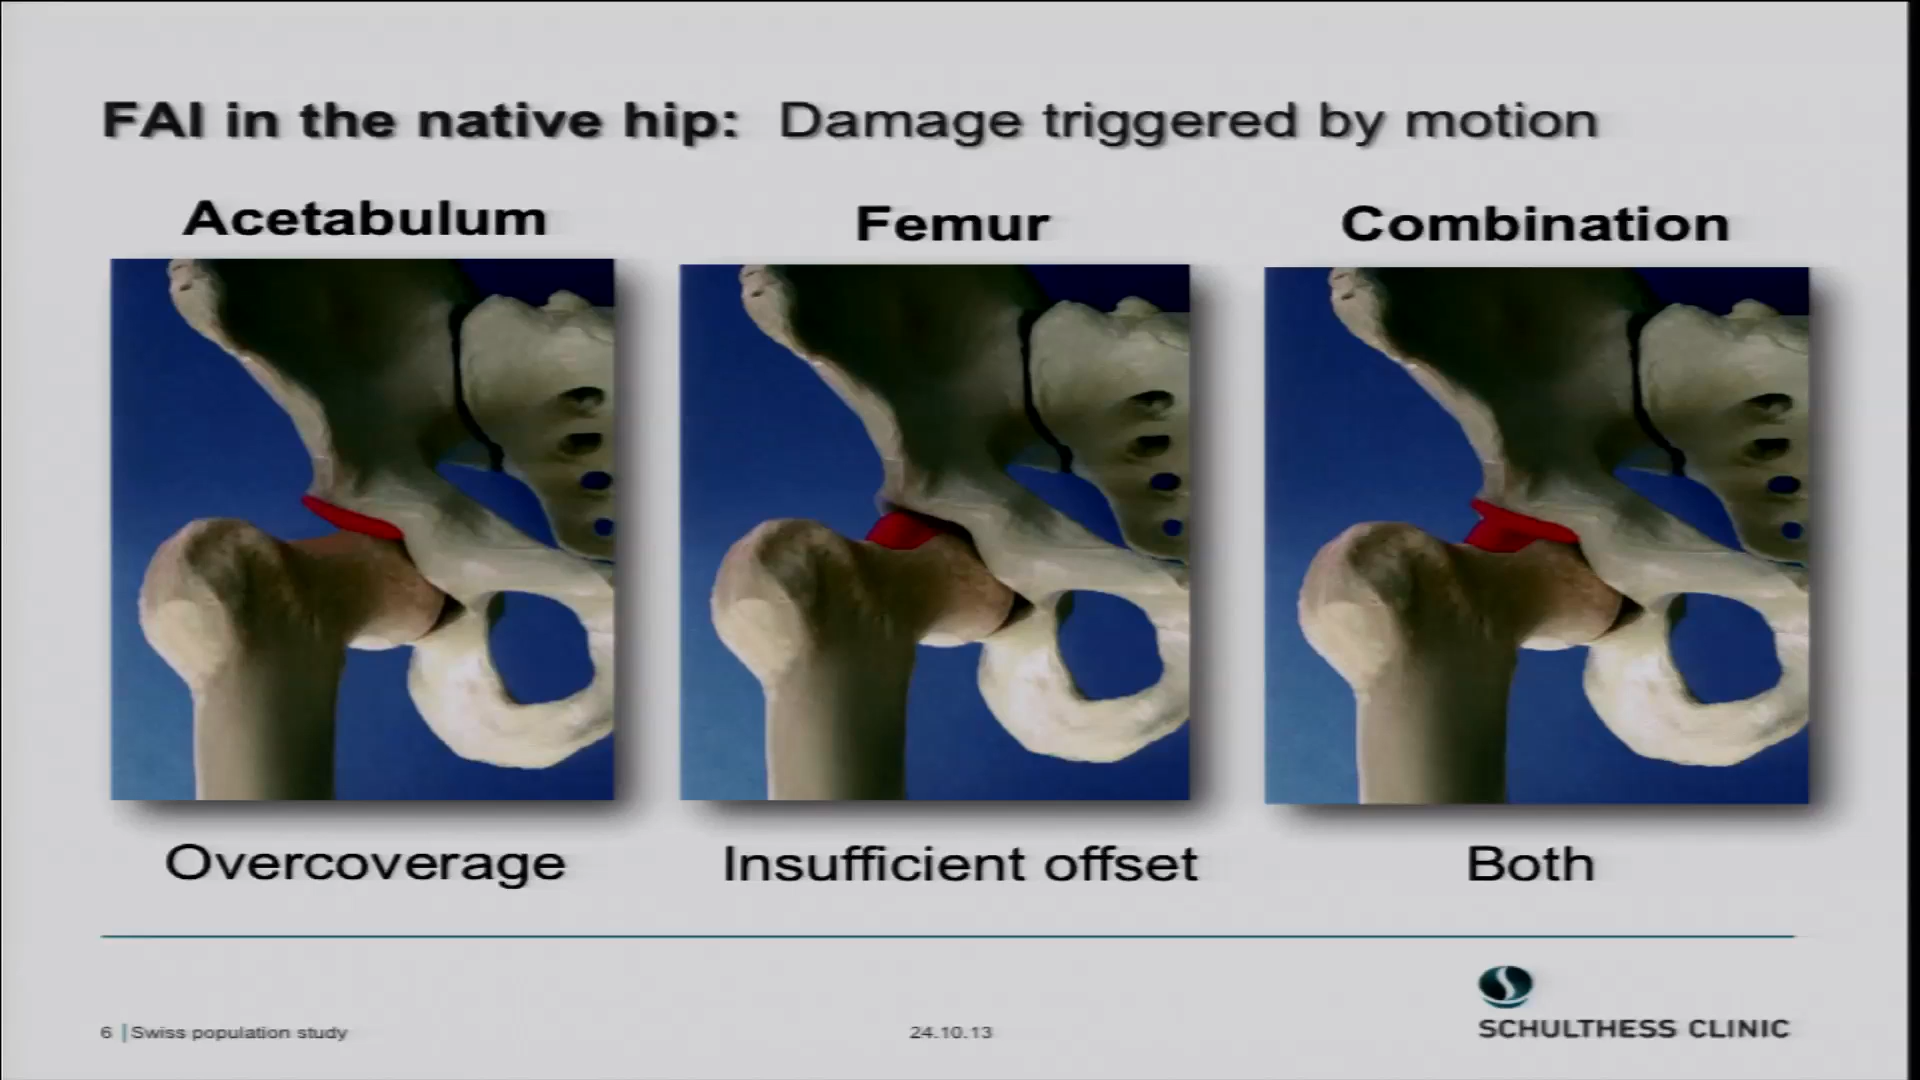 FAI in the native hip: Damage triggered by motion
Acetabulum
Femur
Combination
Overcoverage
Insufficient offset
Both
6 | Swiss population study
24.10.13
SCHULTHESS CLINIC